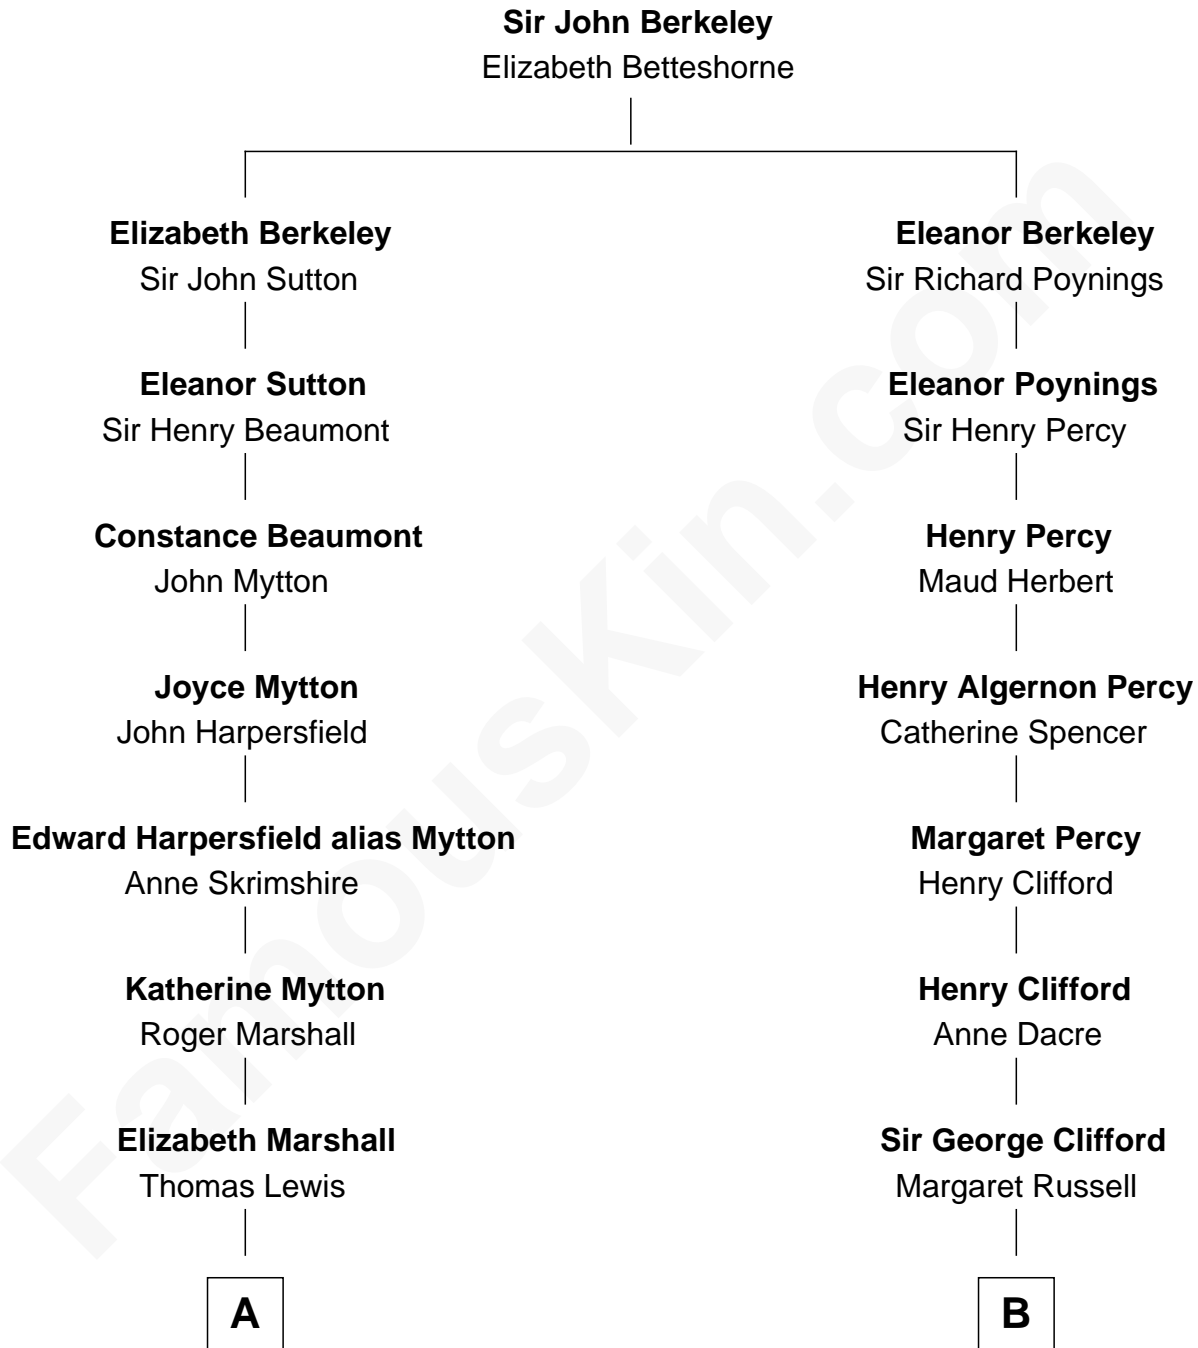 Sir John Berkeley
Elizabeth Betteshorne
Elizabeth Berkeley
Sir John Sutton
Eleanor Berkeley
Sir Richard Poynings
Eleanor Sutton
Sir Henry Beaumont
Eleanor Poynings
Sir Henry Percy
Constance Beaumont
John Mytton
Henry Percy
Maud Herbert
Joyce Mytton
John Harpersfield
Henry Algernon Percy
Catherine Spencer
Edward Harpersfield alias Mytton
Anne Skrimshire
Margaret Percy
Henry Clifford
Katherine Mytton
Roger Marshall
Henry Clifford
Anne Dacre
Elizabeth Marshall
Thomas Lewis
Sir George Clifford
Margaret Russell
A
B
FamousKin.com